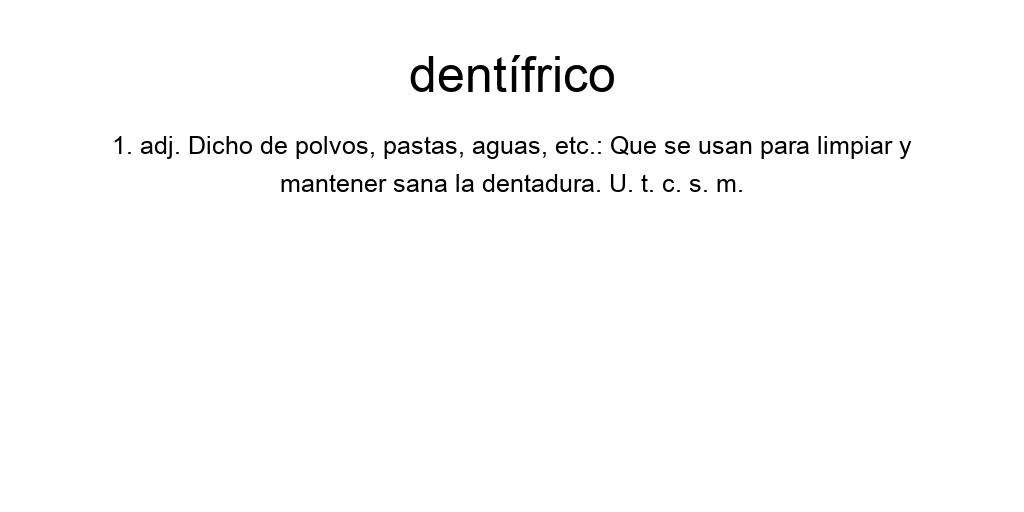 dentífrico
1. adj. Dicho de polvos, pastas, aguas, etc.: Que se usan para limpiar y
mantener sana la dentadura. U. t. c. s. m.